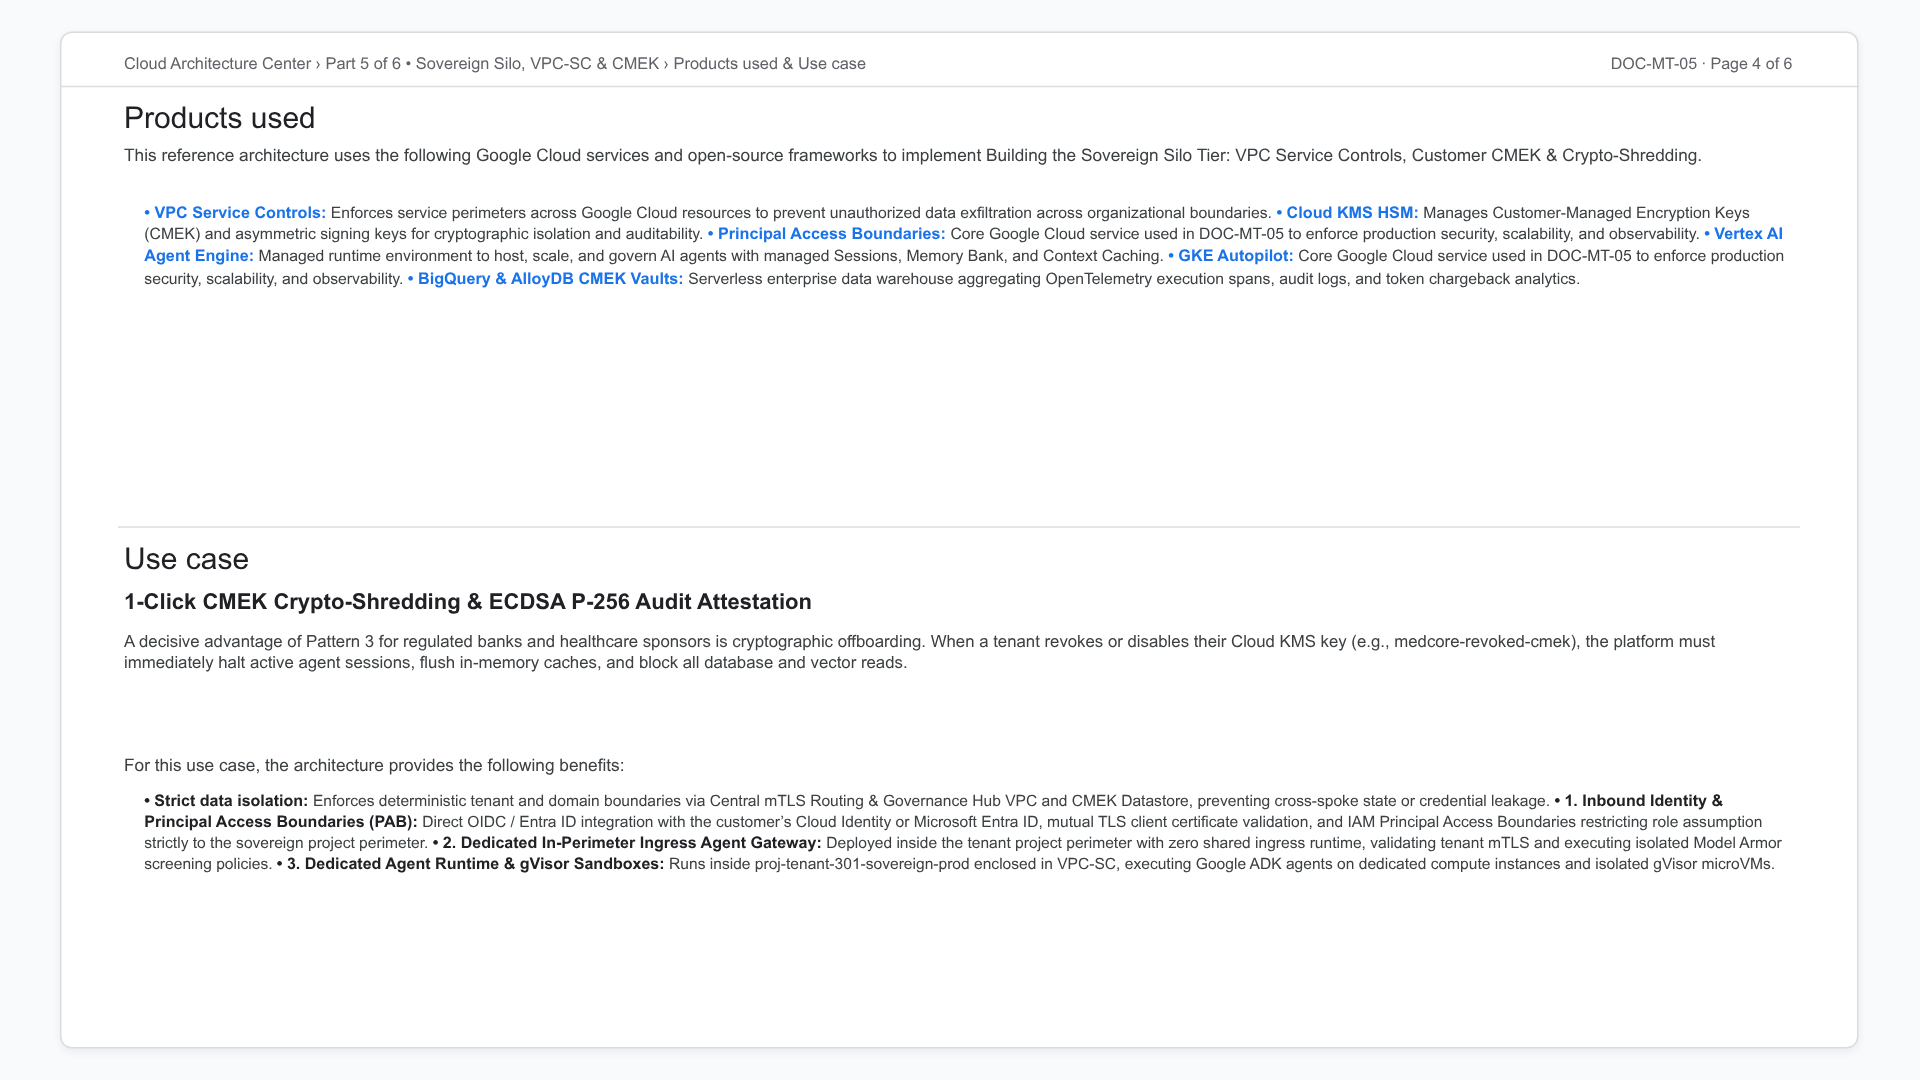 Cloud Architecture Center › Part 5 of 6 • Sovereign Silo, VPC-SC & CMEK › Products used & Use case
DOC-MT-05 · Page 4 of 6
Products used
This reference architecture uses the following Google Cloud services and open-source frameworks to implement Building the Sovereign Silo Tier: VPC Service Controls, Customer CMEK & Crypto-Shredding.
• VPC Service Controls: Enforces service perimeters across Google Cloud resources to prevent unauthorized data exfiltration across organizational boundaries. • Cloud KMS HSM: Manages Customer-Managed Encryption Keys
(CMEK) and asymmetric signing keys for cryptographic isolation and auditability. • Principal Access Boundaries: Core Google Cloud service used in DOC-MT-05 to enforce production security, scalability, and observability. • Vertex AI
Agent Engine: Managed runtime environment to host, scale, and govern AI agents with managed Sessions, Memory Bank, and Context Caching. • GKE Autopilot: Core Google Cloud service used in DOC-MT-05 to enforce production
security, scalability, and observability. • BigQuery & AlloyDB CMEK Vaults: Serverless enterprise data warehouse aggregating OpenTelemetry execution spans, audit logs, and token chargeback analytics.
Use case
1-Click CMEK Crypto-Shredding & ECDSA P-256 Audit Attestation
A decisive advantage of Pattern 3 for regulated banks and healthcare sponsors is cryptographic offboarding. When a tenant revokes or disables their Cloud KMS key (e.g., medcore-revoked-cmek), the platform must
immediately halt active agent sessions, flush in-memory caches, and block all database and vector reads.
For this use case, the architecture provides the following benefits:
• Strict data isolation: Enforces deterministic tenant and domain boundaries via Central mTLS Routing & Governance Hub VPC and CMEK Datastore, preventing cross-spoke state or credential leakage. • 1. Inbound Identity &
Principal Access Boundaries (PAB): Direct OIDC / Entra ID integration with the customer’s Cloud Identity or Microsoft Entra ID, mutual TLS client certificate validation, and IAM Principal Access Boundaries restricting role assumption
strictly to the sovereign project perimeter. • 2. Dedicated In-Perimeter Ingress Agent Gateway: Deployed inside the tenant project perimeter with zero shared ingress runtime, validating tenant mTLS and executing isolated Model Armor
screening policies. • 3. Dedicated Agent Runtime & gVisor Sandboxes: Runs inside proj-tenant-301-sovereign-prod enclosed in VPC-SC, executing Google ADK agents on dedicated compute instances and isolated gVisor microVMs.